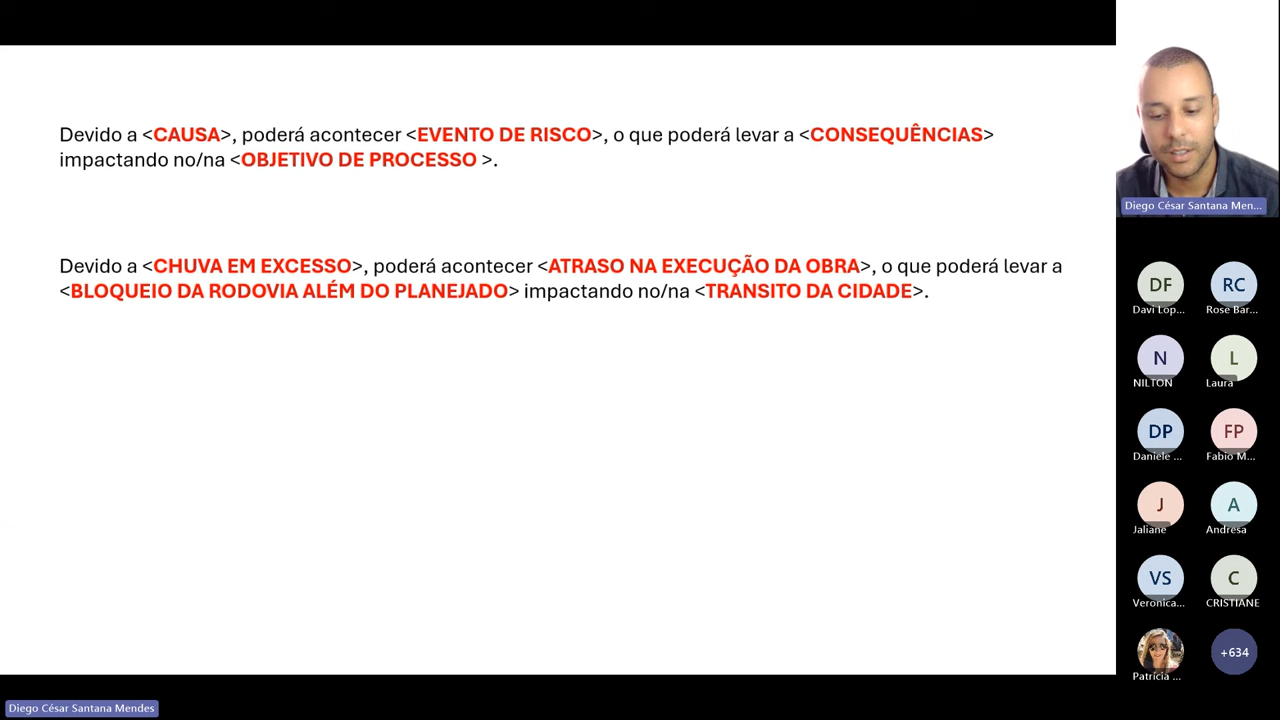 Devido a <CAUSA>, poderá acontecer <EVENTO DE RISCO>, o que poderá levar a <CONSEQUÊNCIAS>
impactando no/na <OBJETIVO DE PROCESSO >.
Devido a <CHUVA EM EXCESSO>, poderá acontecer <ATRASO NA EXECUÇÃO DA OBRA>, o que poderá levar a
<BLOQUEIO DA RODOVIA ALÉM DO PLANEJADO> impactando no/na <TRANSITO DA CIDADE>.
Diego César Santana Men...
DF
Davi Lop...
RC
Rose Bar...
N
NILTON
L
Laura
DP
Daniele ...
FP
Fabio M...
J
Jaliane
A
Andresa
VS
Veronica...
C
CRISTIANE
Patrícia ...
+634
Diego César Santana Mendes